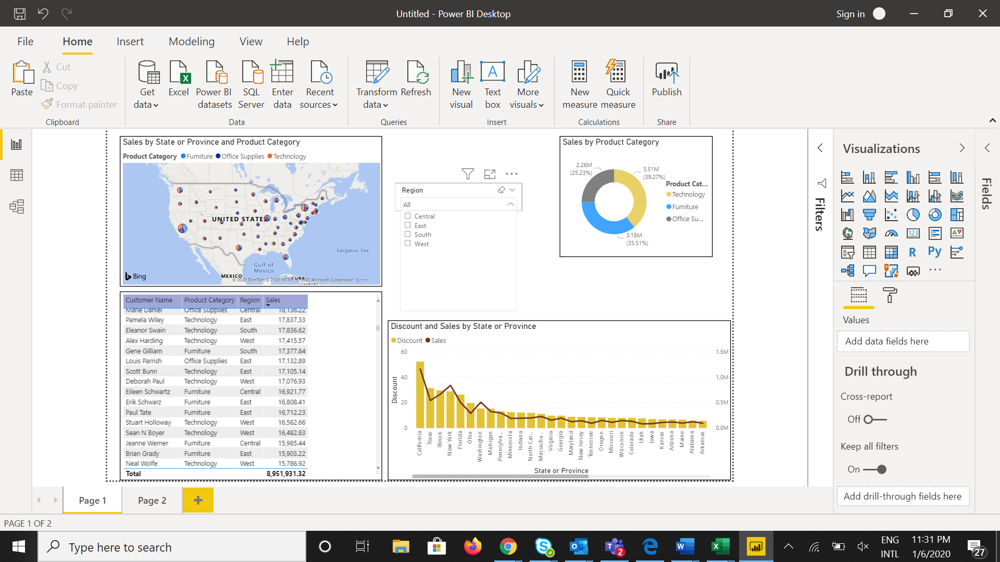 Untitled - Power BI Desktop
Sign in
File Home Insert Modeling View Help
Paste
Cut
Copy
Format painter
Clipboard
Get data
Excel
Power BI datasets
SQL Server
Enter data
Recent sources
Data
Transform data
Refresh
Queries
New visual
Text box
More visuals
Insert
New measure
Quick measure
Calculations
Publish
Share
Sales by State or Province and Product Category
Product Category Furniture Office Supplies Technology
UNITED STATES
Sargasso Sea
Gulf of
Mexico
MEXICO
CUBA
Bing
© 2020 TomTom © 2020 HERE, © 2020 Microsoft Corporation Terms
Region
All
Central
East
South
West
Sales by Product Category
2.26M
(25.23%)
3.51M
(39.27%)
3.18M
(35.51%)
Product Cat...
Technology
Furniture
Office Su...
Customer Name Product Category Region Sales
Marie Daniel Office Supplies Central 18,136.22
Pamela Wiley Technology East 17,837.33
Eleanor Swain Technology South 17,836.62
Alex Harding Technology West 17,415.57
Gene Gilliam Furniture South 17,377.64
Louis Parrish Office Supplies East 17,132.89
Scott Bunn Technology East 17,105.14
Deborah Paul Technology West 17,076.93
Eileen Schwartz Furniture Central 16,921.77
Erik Schwarz Furniture East 16,808.41
Paul Tate Furniture East 16,712.23
Stuart Holloway Technology West 16,562.66
Sean N Boyer Technology West 16,482.83
Jeanne Werner Furniture Central 15,985.44
Brian Grady Furniture East 15,903.22
Neal Wolfe Technology West 15,786.92
Total 8,951,931.32
Discount and Sales by State or Province
Discount Sales
60
40
20
0
Discount
1.5M
1.0M
0.5M
0.0M
California
Texas
Illinois
New York
Florida
Ohio
Washington
Michigan
Pennsylva...
Minnesota
Indiana
North Car...
Massachu...
Virginia
Georgia
Maryland
New Jersey
Tennessee
Oregon
Missouri
Wisconsin
Colorado
Utah
Iowa
Kansas
Arizona
Maine
Alabama
Arkansas
State or Province
Filters
Visualizations
123
R
Py
Values
Add data fields here
Drill through
Cross-report
Off
Keep all filters
On
Add drill-through fields here
Fields
Page 1
Page 2
PAGE 1 OF 2
Type here to search
2
ENG
INTL
11:31 PM
1/6/2020
27